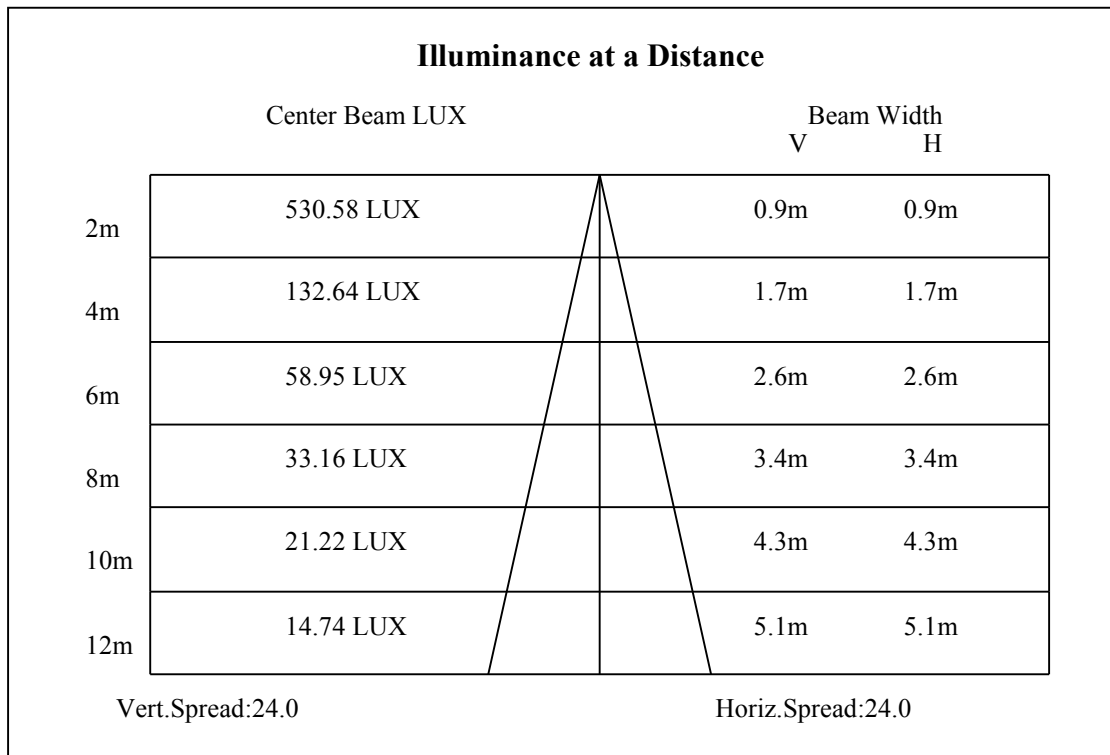 Illuminance at a Distance
Center Beam LUX Beam Width
V H
2m 530.58 LUX 0.9m 0.9m
4m 132.64 LUX 1.7m 1.7m
6m 58.95 LUX 2.6m 2.6m
8m 33.16 LUX 3.4m 3.4m
10m 21.22 LUX 4.3m 4.3m
12m 14.74 LUX 5.1m 5.1m
Vert.Spread:24.0 Horiz.Spread:24.0